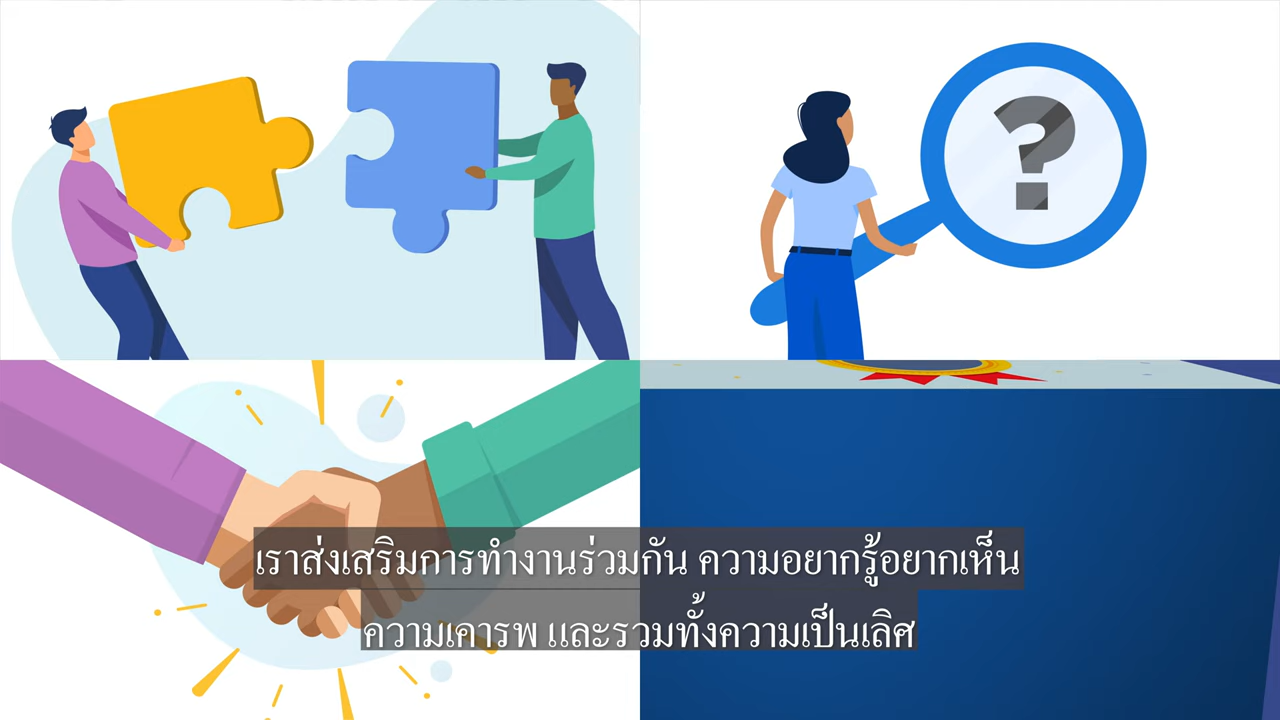 ?
เราส่งเสริมการทำงานร่วมกัน ความอยากรู้อยากเห็น
ความเคารพ และรวมทั้งความเป็นเลิศ